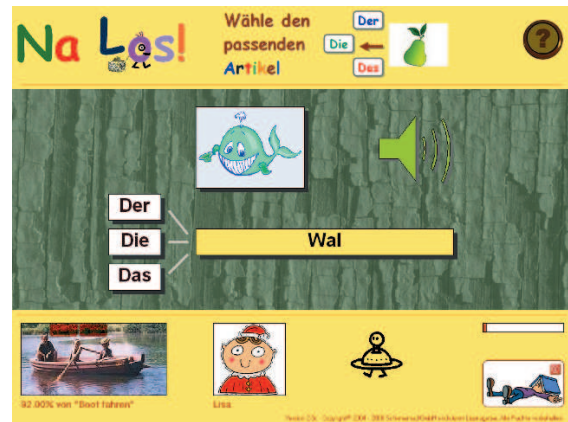 Na Los!
Wähle den
passenden
Artikel
Der
Die
Das
Der
Die
Das
Wal
92.00% von "Boot fahren"
Lisa
?